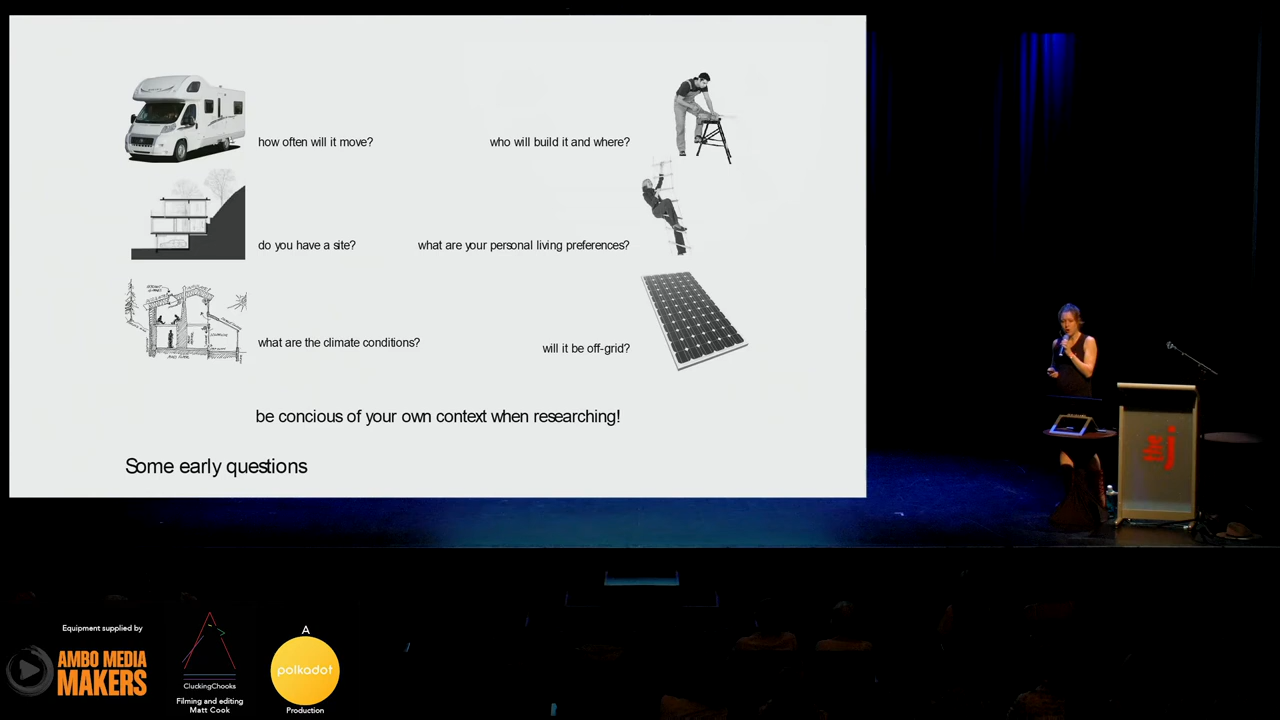 how often will it move?
who will build it and where?
do you have a site?
what are your personal living preferences?
what are the climate conditions?
will it be off-grid?
be concious of your own context when researching!
Some early questions
the
Equipment supplied by
AMBO MEDIA
MAKERS
CluckingChooks
Filming and editing
Matt Cook
A
polkadot
Production